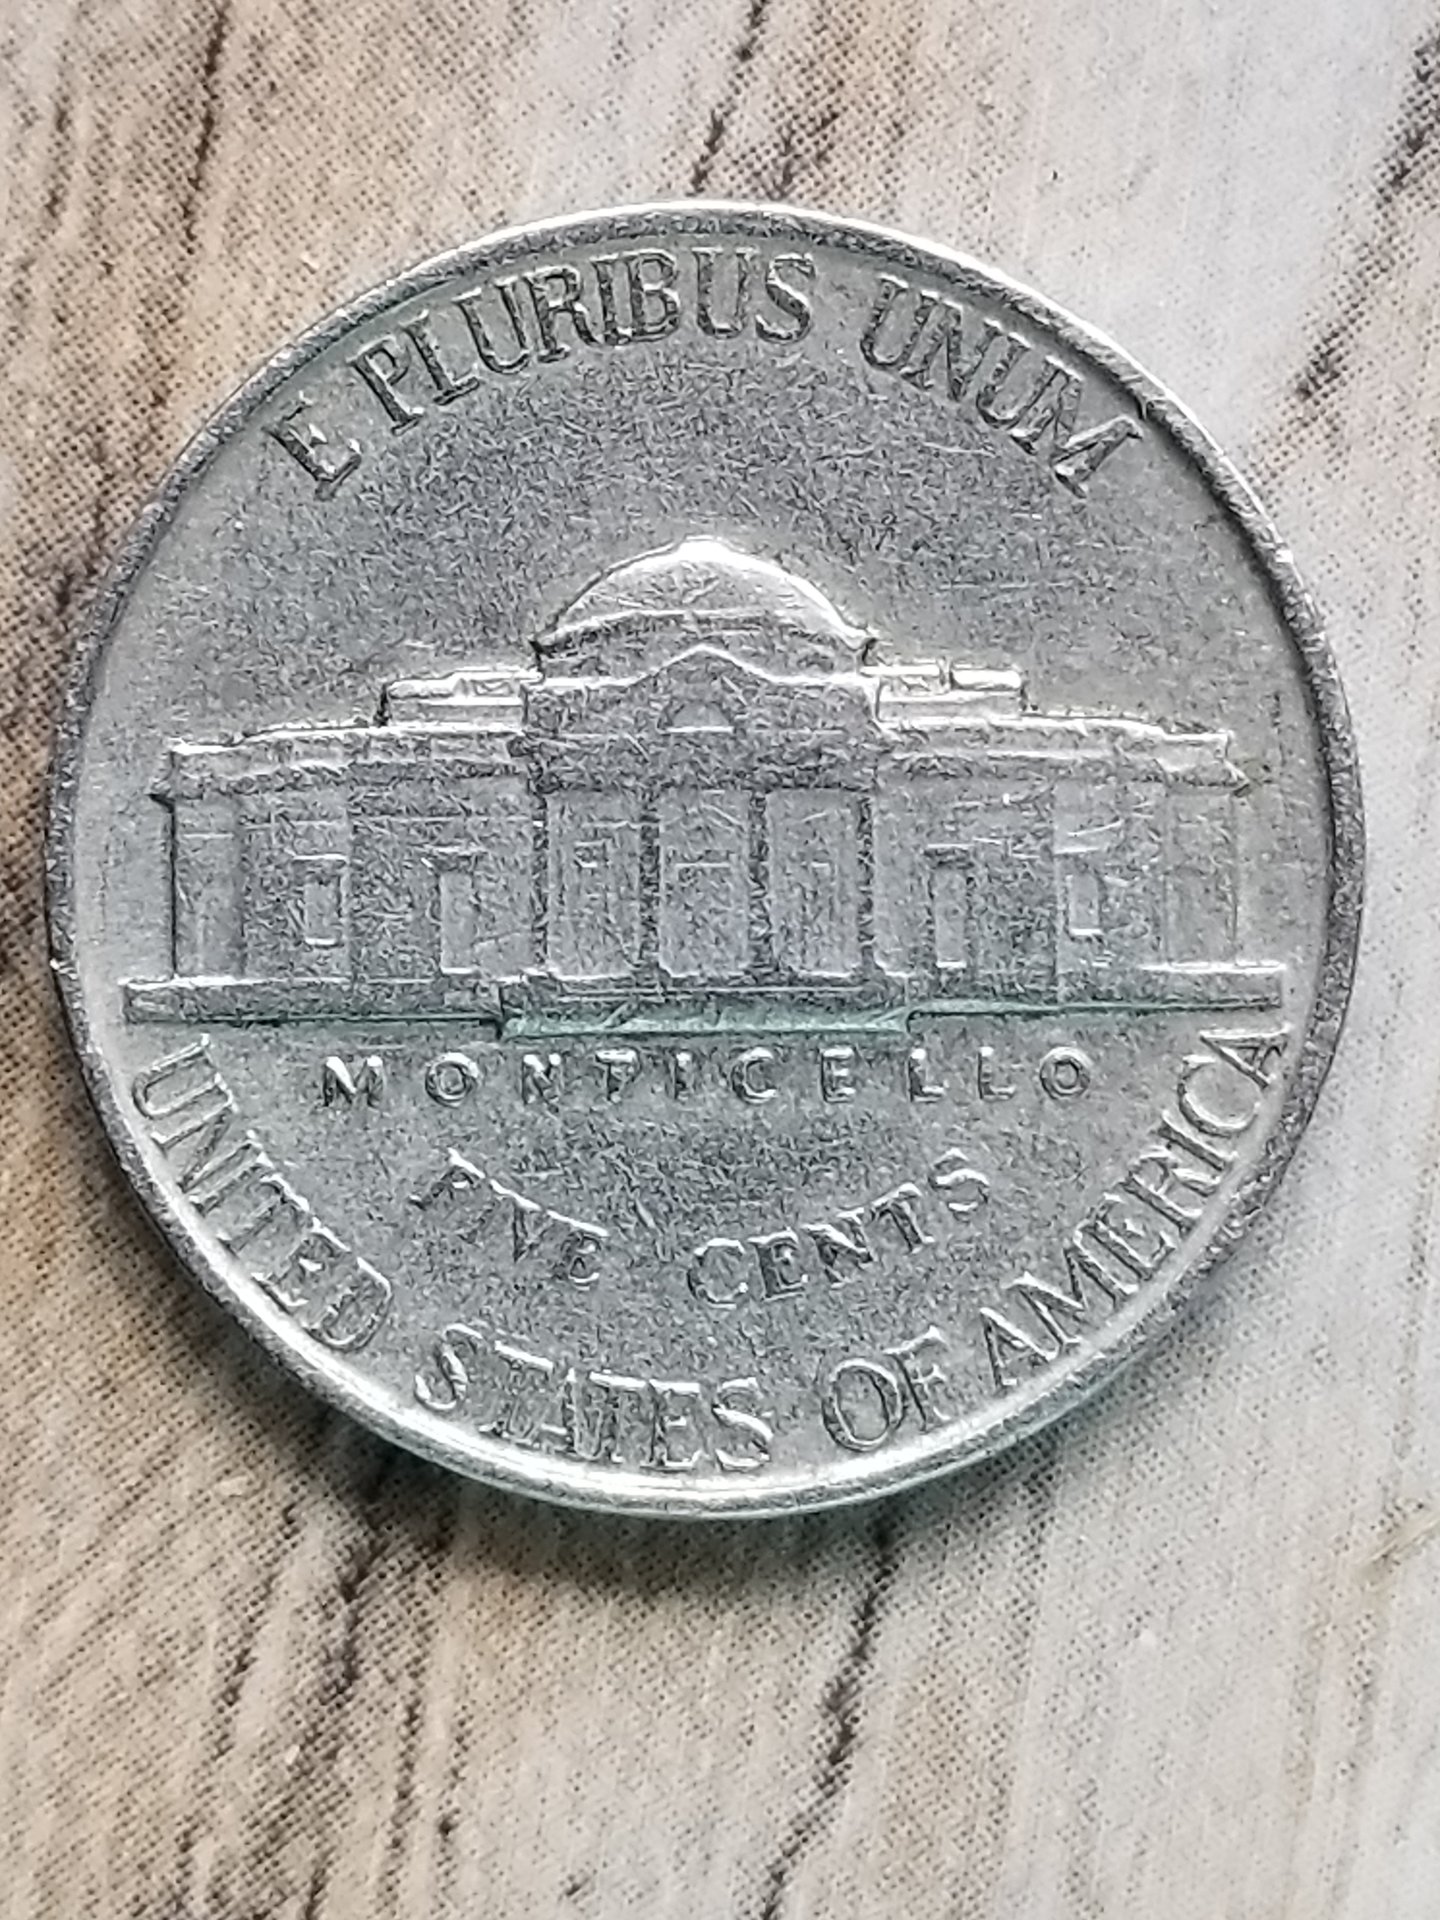 E PLURIBUS UNUM
MONTICELLO
FIVE CENTS
UNITED STATES OF AMERICA